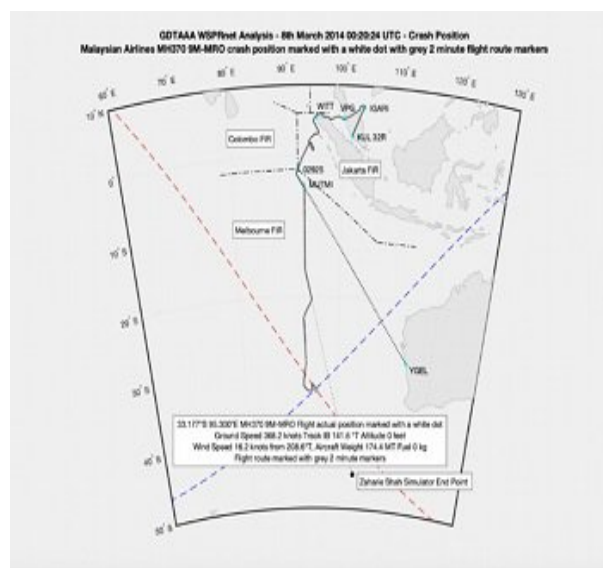 GDTAAA WSPRnet Analysis - 8th March 2014 00:20:24 UTC - Crash Position
Malaysian Airlines MH370 9M-MRO crash position marked with a white dot with grey 2 minute flight route markers
60° E
70° E
80° E
90° E
100° E
110° E
120° E
130° E
10° N
WITT
VPG
IGARI
KUL 32R
Colombo FIR
Jakarta FIR
0°
MUTMI
Melbourne FIR
10° S
20° S
YGEL
30° S
33.177°S 95.300°E MH370 9M-MRO Flight actual position marked with a white dot
Ground Speed 368.2 knots Track 141.6 °T Altitude 0 feet
Wind Speed 16.2 knots from 208.6°T, Aircraft Weight 174.4 MT Fuel 0 kg
Flight route marked with grey 2 minute markers
40° S
Zaharie Shah Simulator End Point
50° S